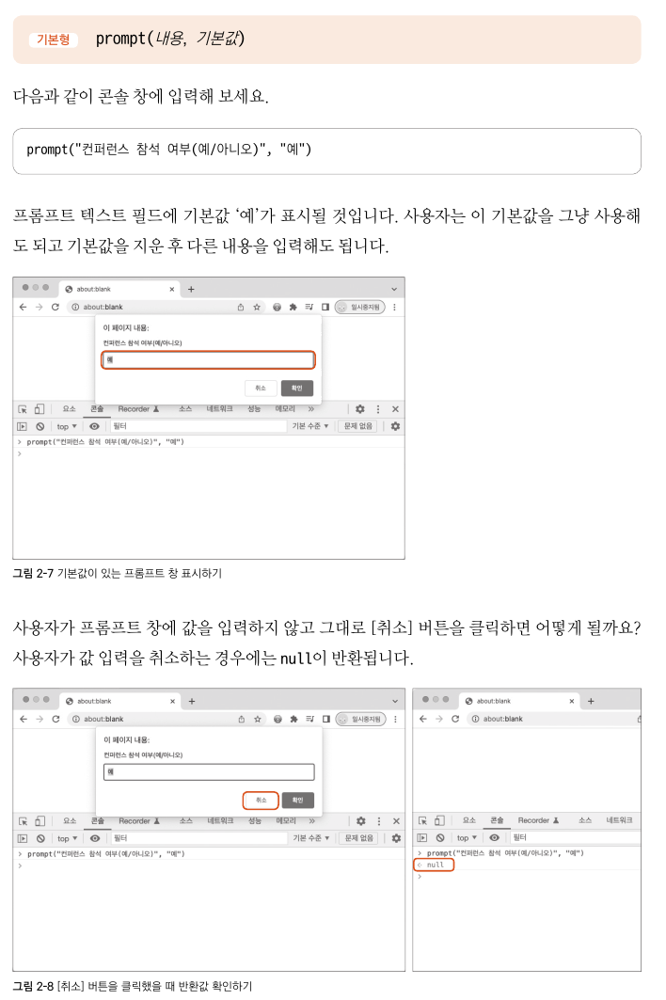 기본형 prompt(내용, 기본값)
다음과 같이 콘솔 창에 입력해 보세요.
prompt("컨퍼런스 참석 여부(예/아니오)", "예")
프롬프트 텍스트 필드에 기본값 ‘예’가 표시될 것입니다. 사용자는 이 기본값을 그냥 사용해
도 되고 기본값을 지운 후 다른 내용을 입력해도 됩니다.
about:blank
about:blank
일시중지됨
이 페이지 내용:
컨퍼런스 참석 여부(예/아니오)
예
취소 확인
요소 콘솔 Recorder 소스 네트워크 성능 메모리 »
top ▼ 필터 기본 수준 ▼ 문제 없음
> prompt("컨퍼런스 참석 여부(예/아니오)", "예")
>
그림 2-7 기본값이 있는 프롬프트 창 표시하기
사용자가 프롬프트 창에 값을 입력하지 않고 그대로 [취소] 버튼을 클릭하면 어떻게 될까요?
사용자가 값 입력을 취소하는 경우에는 null이 반환됩니다.
about:blank
about:blank
일시중지됨
이 페이지 내용:
컨퍼런스 참석 여부(예/아니오)
예
취소 확인
요소 콘솔 Recorder 소스 네트워크 성능 메모리 »
top ▼ 필터 기본 수준 ▼ 문제 없음
> prompt("컨퍼런스 참석 여부(예/아니오)", "예")
>
about:blank
about:blank
요소 콘솔 Recorder 소스 네트워크
top ▼ 필터
> prompt("컨퍼런스 참석 여부(예/아니오)", "예")
< null
>
그림 2-8 [취소] 버튼을 클릭했을 때 반환값 확인하기